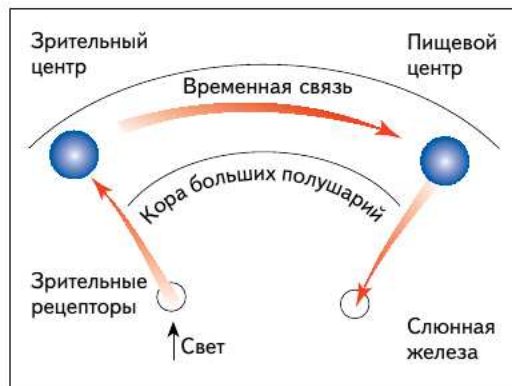 Зрительный
центр
Пищевой
центр
Временная связь
Кора больших полушарий
Зрительные
рецепторы
Свет
Слюнная
железа